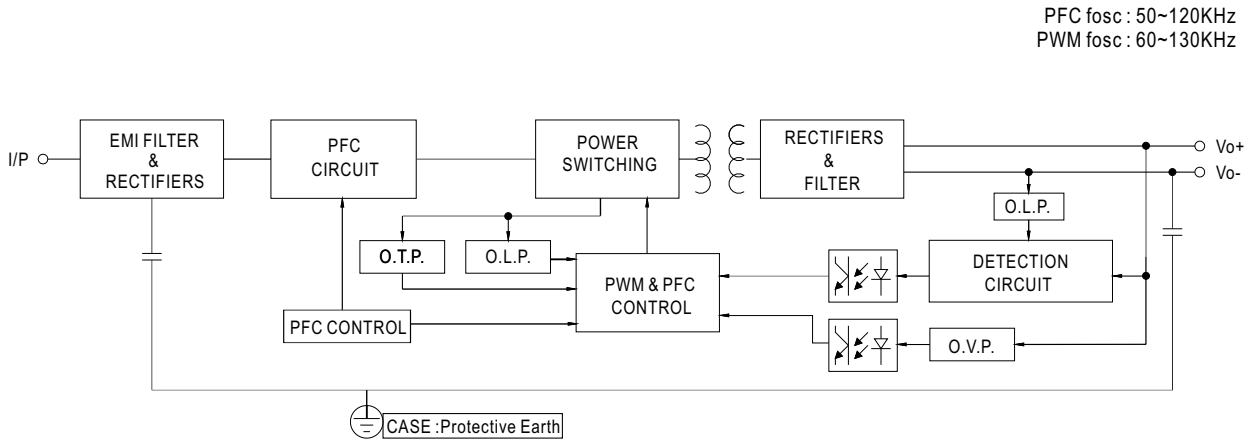 PFC fosc : 50~120KHz
PWM fosc : 60~130KHz
I/P
EMI FILTER
&
RECTIFIERS
PFC
CIRCUIT
POWER
SWITCHING
RECTIFIERS
&
FILTER
Vo+
Vo-
O.L.P.
O.T.P.
O.L.P.
PWM & PFC
CONTROL
DETECTION
CIRCUIT
PFC CONTROL
O.V.P.
CASE :Protective Earth